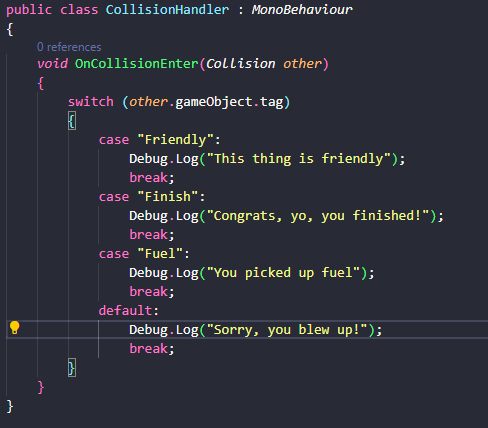 public class CollisionHandler : MonoBehaviour
{
0 references
void OnCollisionEnter(Collision other)
{
switch (other.gameObject.tag)
{
case "Friendly":
Debug.Log("This thing is friendly");
break;
case "Finish":
Debug.Log("Congrats, yo, you finished!");
break;
case "Fuel":
Debug.Log("You picked up fuel");
break;
default:
Debug.Log("Sorry, you blew up!");
break;
}
}
}